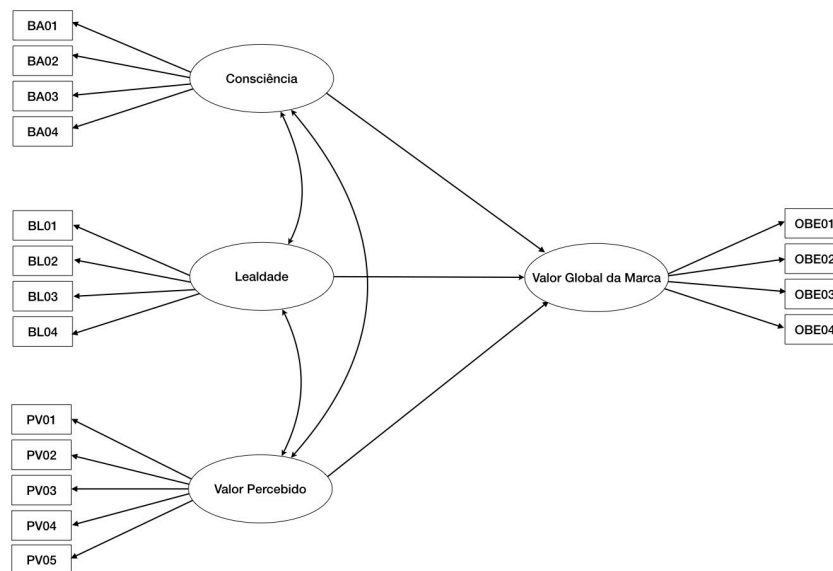 BA01
BA02
BA03
BA04
Consciência
BL01
BL02
BL03
BL04
Lealdade
Valor Global da Marca
OBE01
OBE02
OBE03
OBE04
PV01
PV02
PV03
PV04
PV05
Valor Percebido